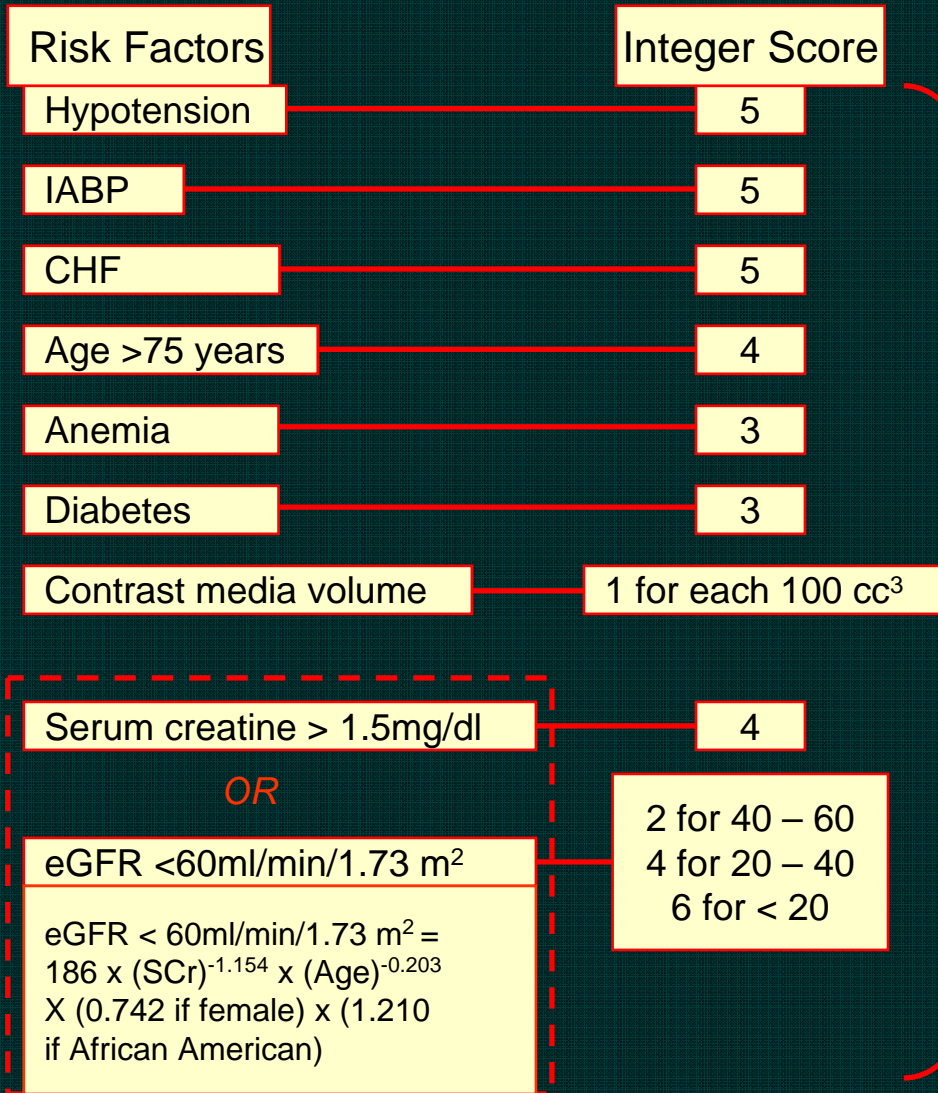 Risk Factors Integer Score
Hypotension 5
IABP 5
CHF 5
Age >75 years 4
Anemia 3
Diabetes 3
Contrast media volume 1 for each 100 cc³
Serum creatine > 1.5mg/dl 4
OR
eGFR <60ml/min/1.73 m²
2 for 40 – 60
4 for 20 – 40
6 for < 20
eGFR < 60ml/min/1.73 m² =
186 x (SCr)⁻¹·¹⁵⁴ x (Age)⁻⁰·²⁰³
X (0.742 if female) x (1.210
if African American)